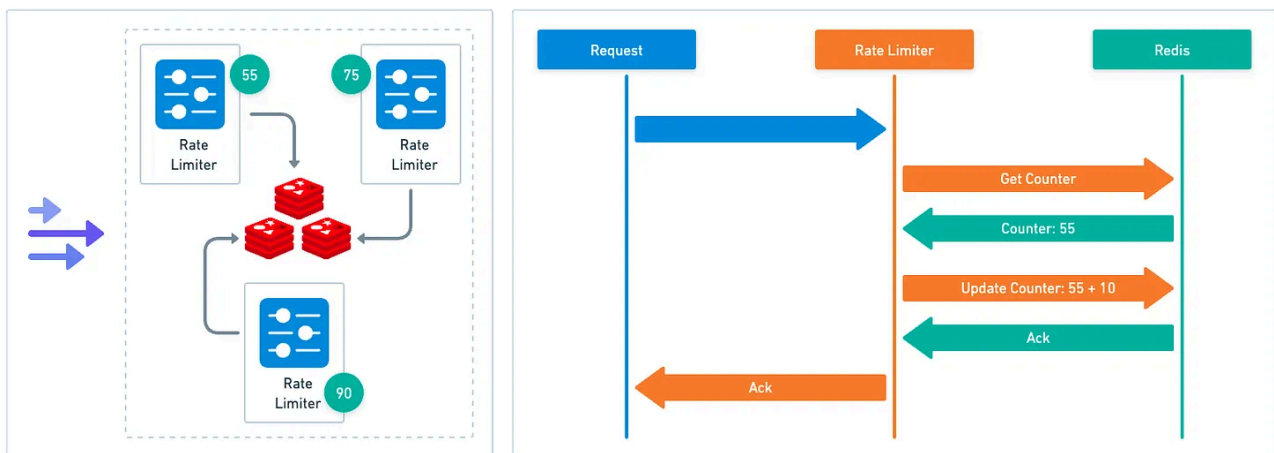 55
75
Rate
Limiter
Rate
Limiter
Rate
Limiter
90
Request
Rate Limiter
Redis
Get Counter
Counter: 55
Update Counter: 55 + 10
Ack
Ack